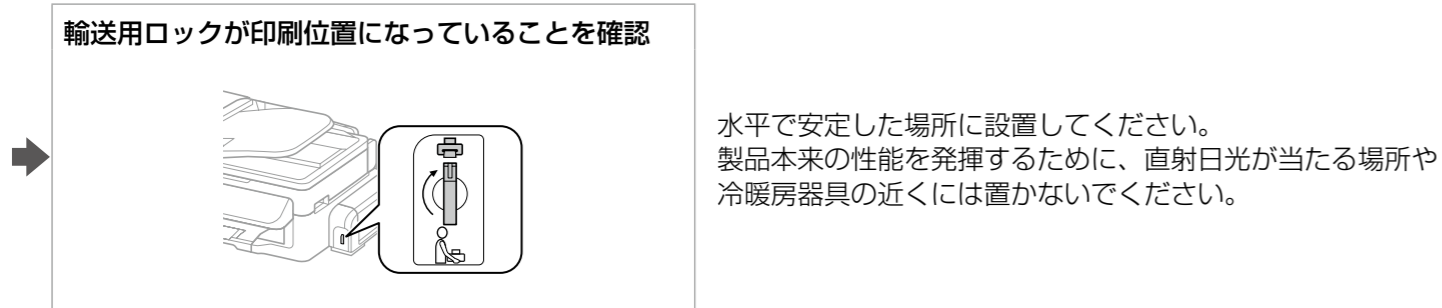 輸送用ロックが印刷位置になっていることを確認
水平で安定した場所に設置してください。
製品本来の性能を発揮するために、直射日光が当たる場所や
冷暖房器具の近くには置かないでください。